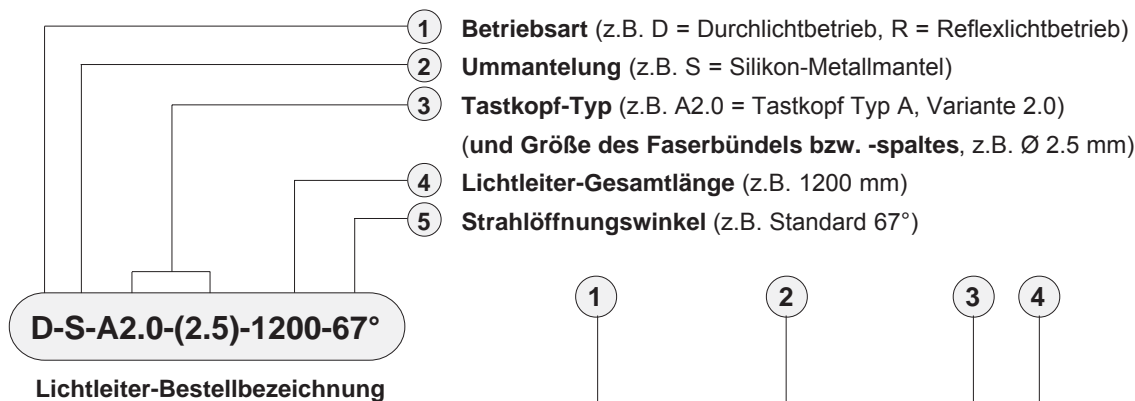 1 Betriebsart (z.B. D = Durchlichtbetrieb, R = Reflexlichtbetrieb)
2 Ummantelung (z.B. S = Silikon-Metallmantel)
3 Tastkopf-Typ (z.B. A2.0 = Tastkopf Typ A, Variante 2.0)
(und Größe des Faserbündels bzw. -spaltes, z.B. Ø 2.5 mm)
4 Lichtleiter-Gesamtlänge (z.B. 1200 mm)
5 Strahlöffnungswinkel (z.B. Standard 67°)
1 2 3 4
D-S-A2.0-(2.5)-1200-67°
Lichtleiter-Bestellbezeichnung